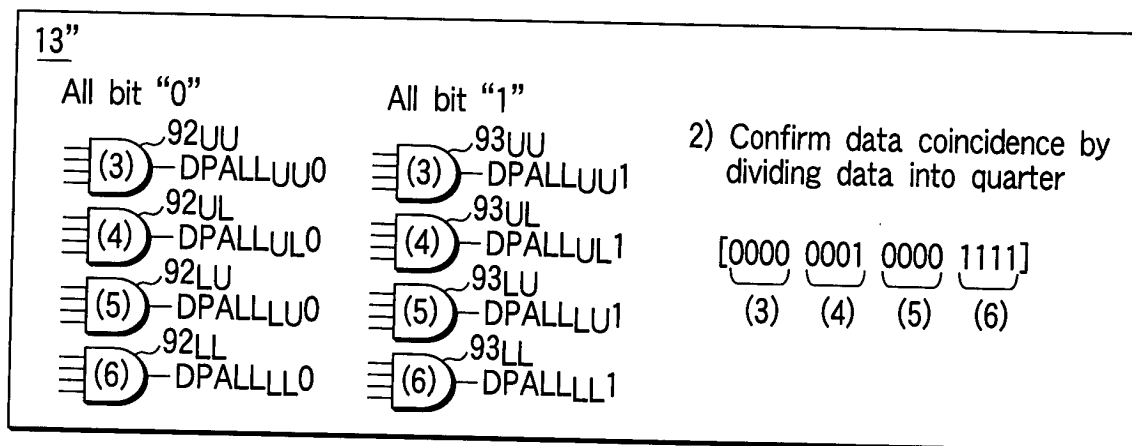 13”
All bit “0”
92UU
(3) DPALLUU0
92UL
(4) DPALLUL0
92LU
(5) DPALLLU0
92LL
(6) DPALLLL0
All bit “1”
93UU
(3) DPALLUU1
93UL
(4) DPALLUL1
93LU
(5) DPALLLU1
93LL
(6) DPALLLL1
2) Confirm data coincidence by
dividing data into quarter
[0000 0001 0000 1111]
(3) (4) (5) (6)